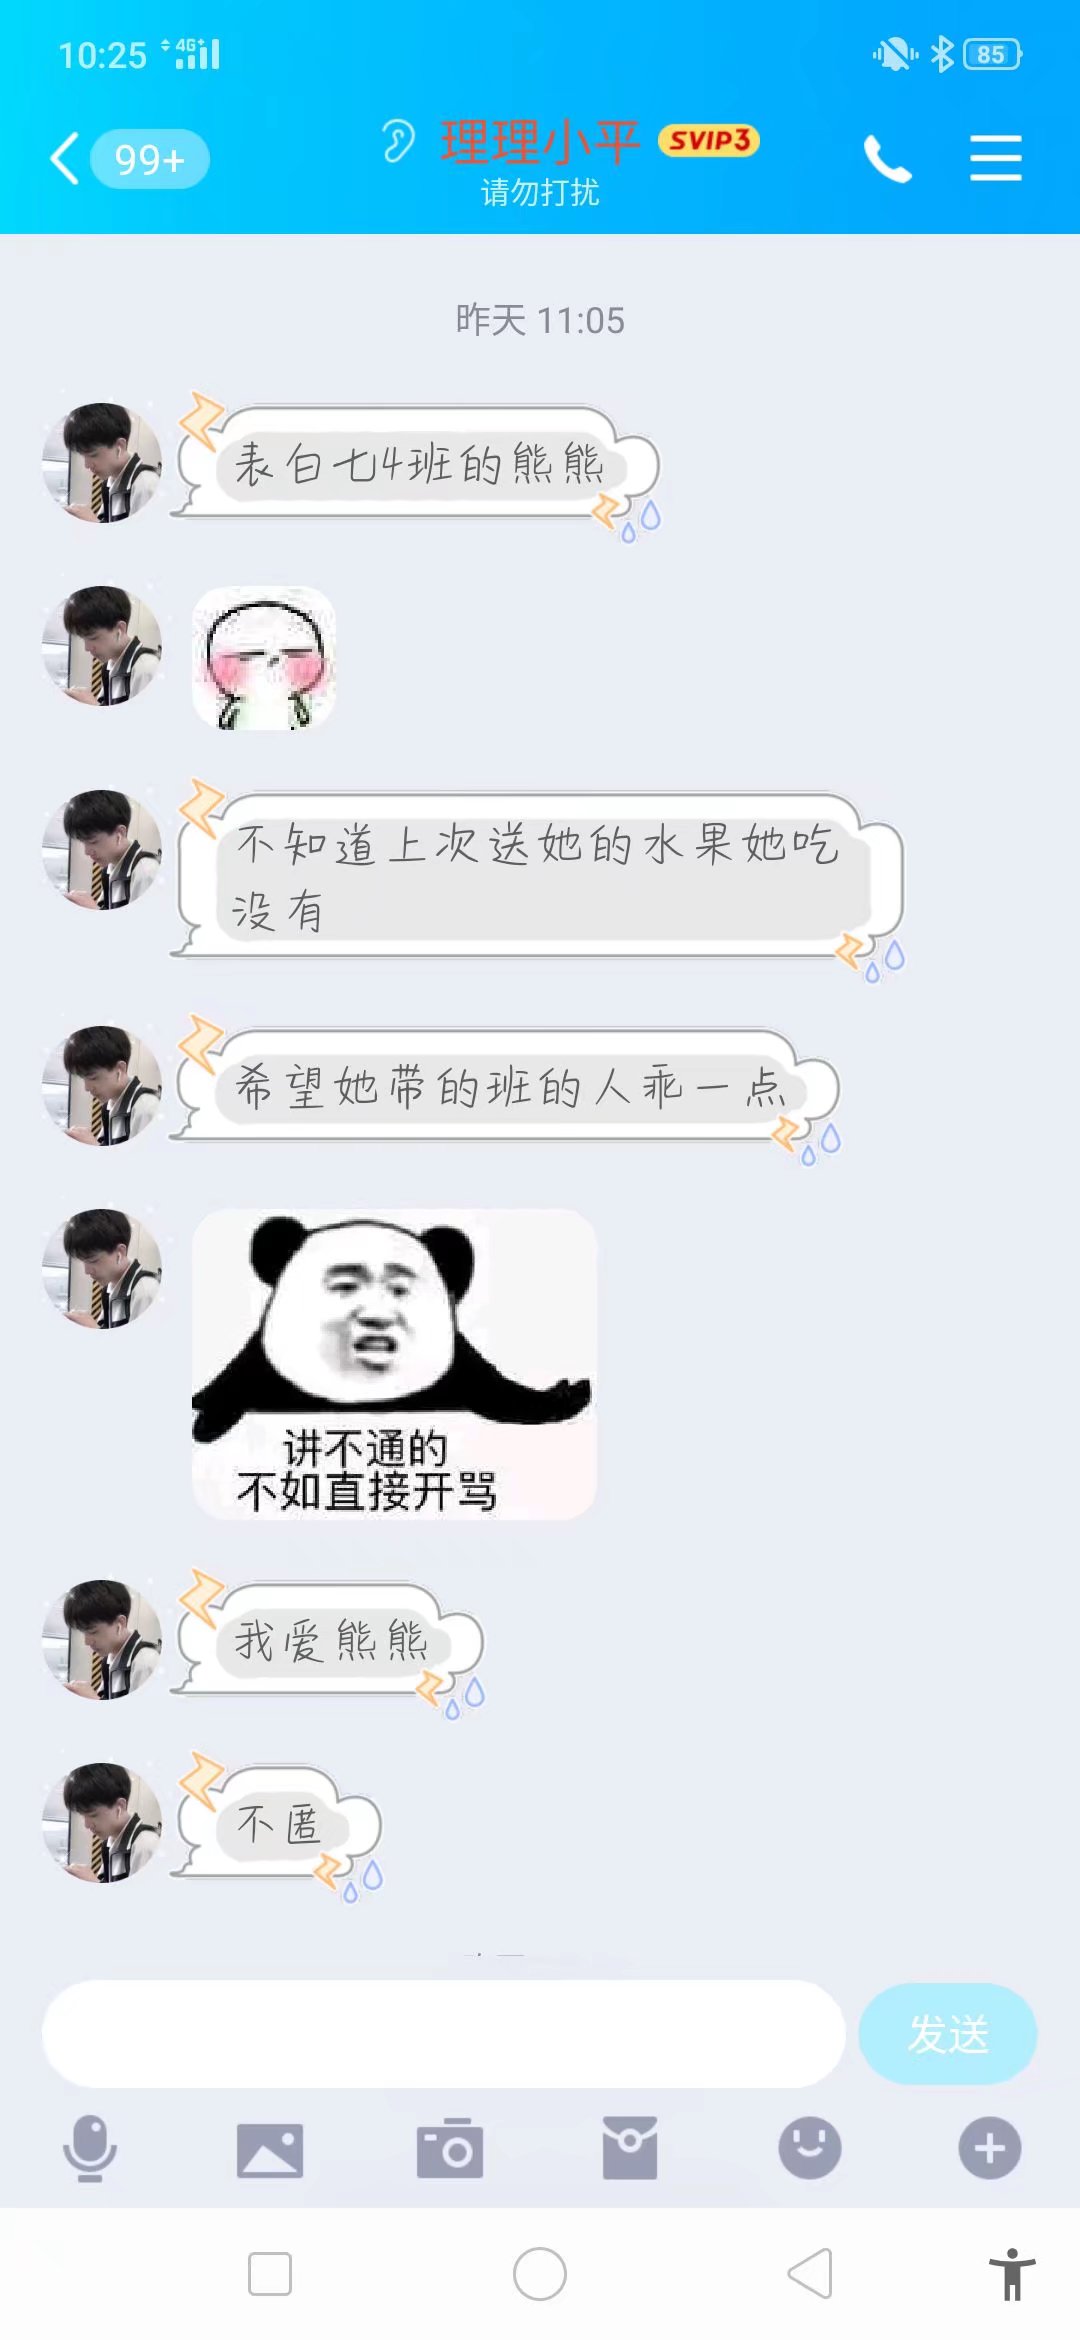 10:25 4G+ 85
99+ 理理小平 SVIP3
请勿打扰
昨天 11:05
表白七4班的熊熊
不知道上次送她的水果她吃
没有
希望她带的班的人乖一点
讲不通的
不如直接开骂
我爱熊熊
不匿
发送